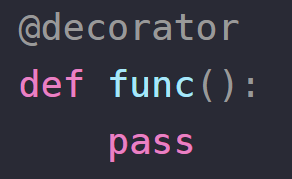 @decorator
def func():
    pass